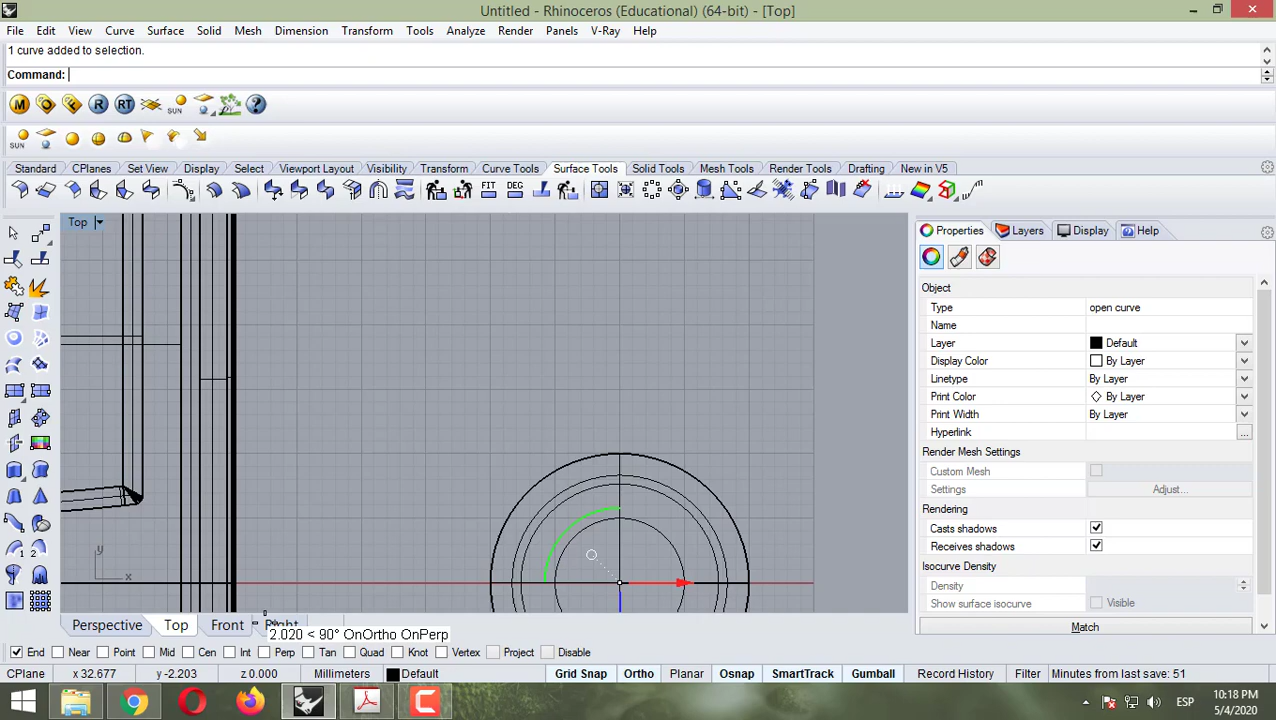 Untitled - Rhinoceros (Educational) (64-bit) - [Top]
File Edit View Curve Surface Solid Mesh Dimension Transform Tools Analyze Render Panels V-Ray Help
1 curve added to selection.
Command:
M O F R RT SUN ?
SUN
Standard CPlanes Set View Display Select Viewport Layout Visibility Transform Curve Tools Surface Tools Solid Tools Mesh Tools Render Tools Drafting New in V5
FIT DEG
Top
Properties Layers Display Help
Object
Type open curve
Name
Layer Default
Display Color By Layer
Linetype By Layer
Print Color By Layer
Print Width By Layer
Hyperlink ...
Render Mesh Settings
Custom Mesh
Settings Adjust...
Rendering
Casts shadows
Receives shadows
Isocurve Density
Density
Show surface isocurve Visible
Match
y
x
Perspective Top Front Right
2.020 < 90° OnOrtho OnPerp
End Near Point Mid Cen Int Perp Tan Quad Knot Vertex Project Disable
CPlane x 32.677 y -2.203 z 0.000 Millimeters Default Grid Snap Ortho Planar Osnap SmartTrack Gumball Record History Filter Minutes from last save: 51
ESP
10:18 PM
5/4/2020